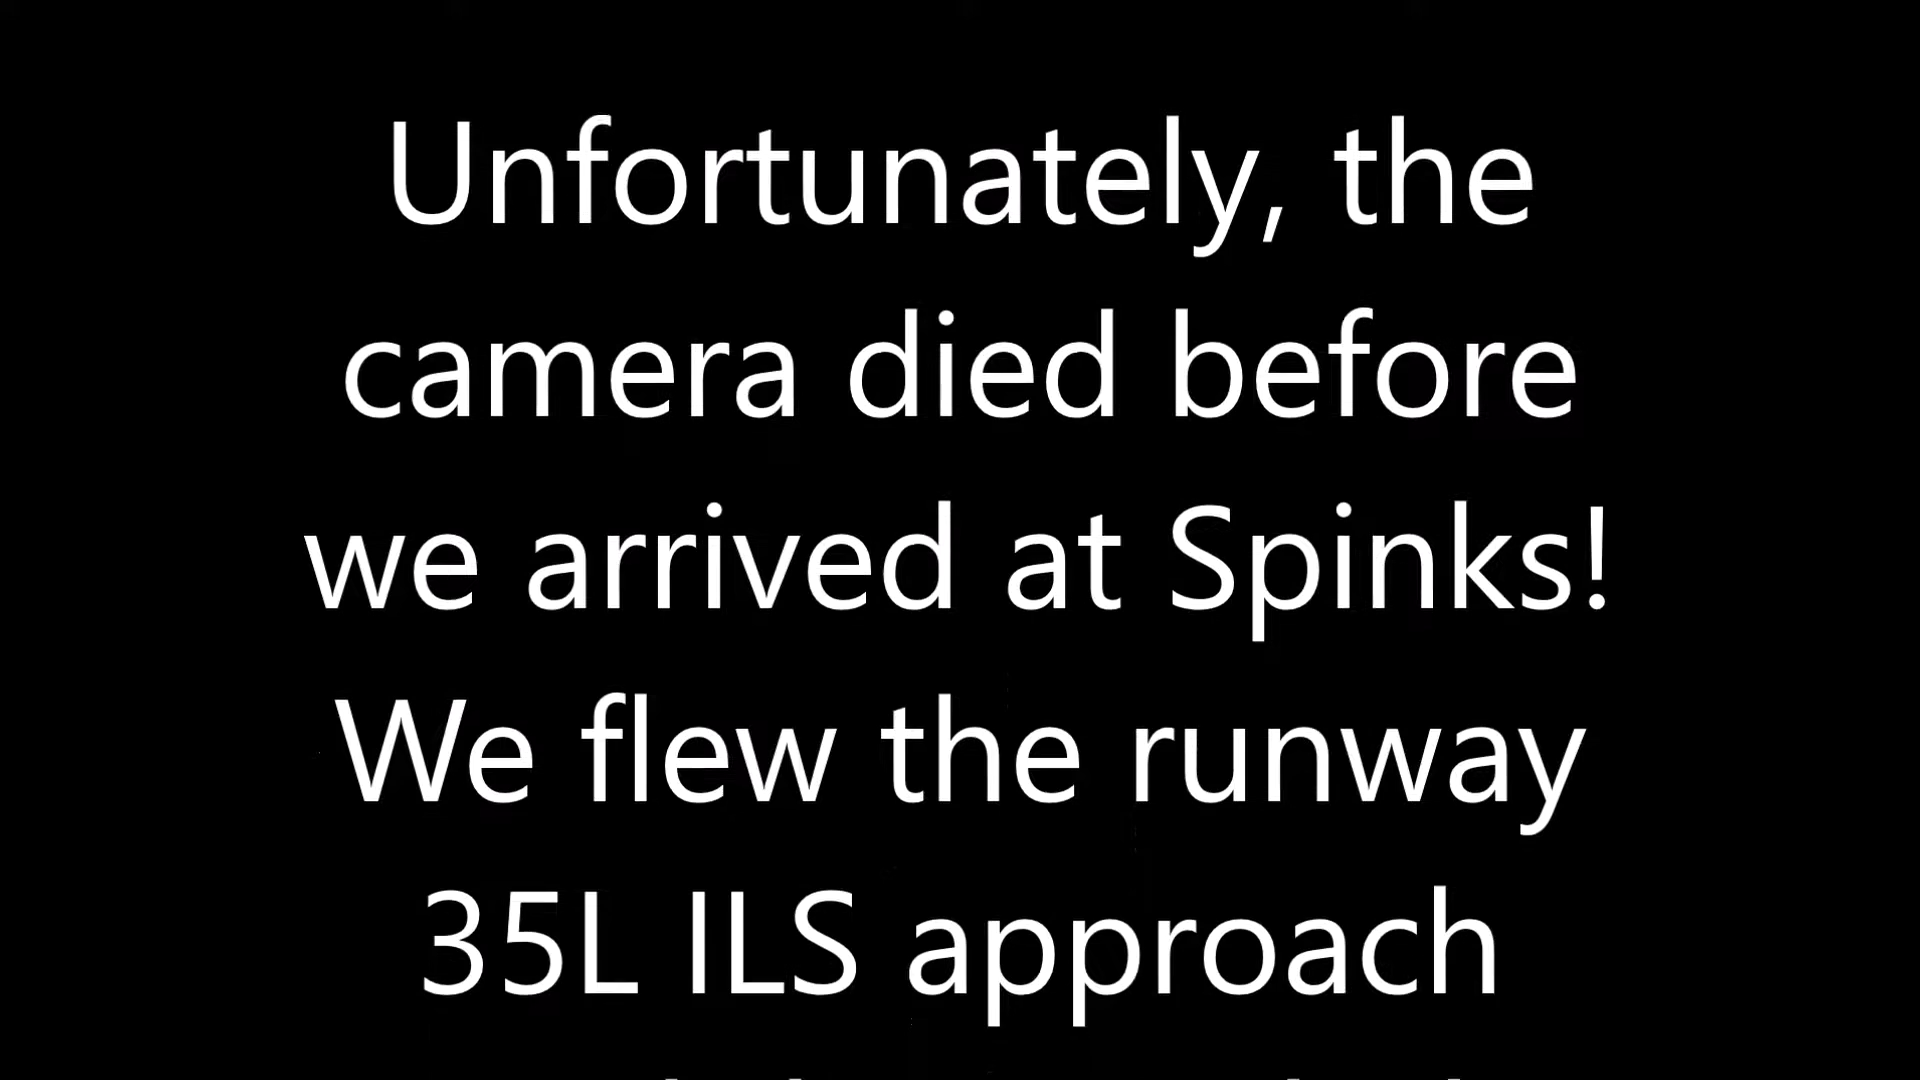 Unfortunately, the
camera died before
we arrived at Spinks!
We flew the runway
35L ILS approach